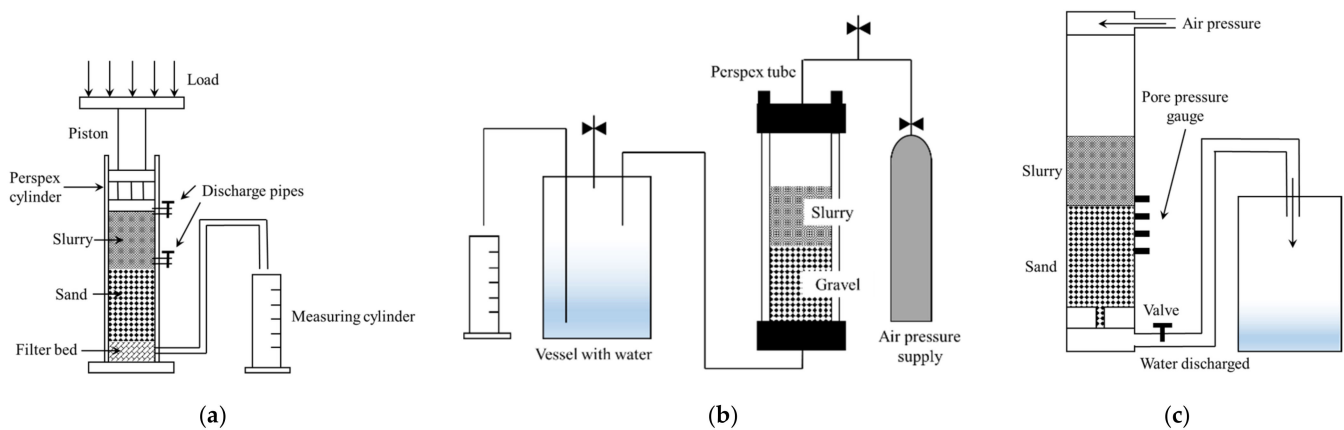 Load
Piston
Perspex
cylinder
Discharge pipes
Slurry
Sand
Measuring cylinder
Filter bed
(a)
Perspex tube
Slurry
Gravel
Vessel with water
Air pressure
supply
(b)
Air pressure
Pore pressure
gauge
Slurry
Sand
Valve
Water discharged
(c)